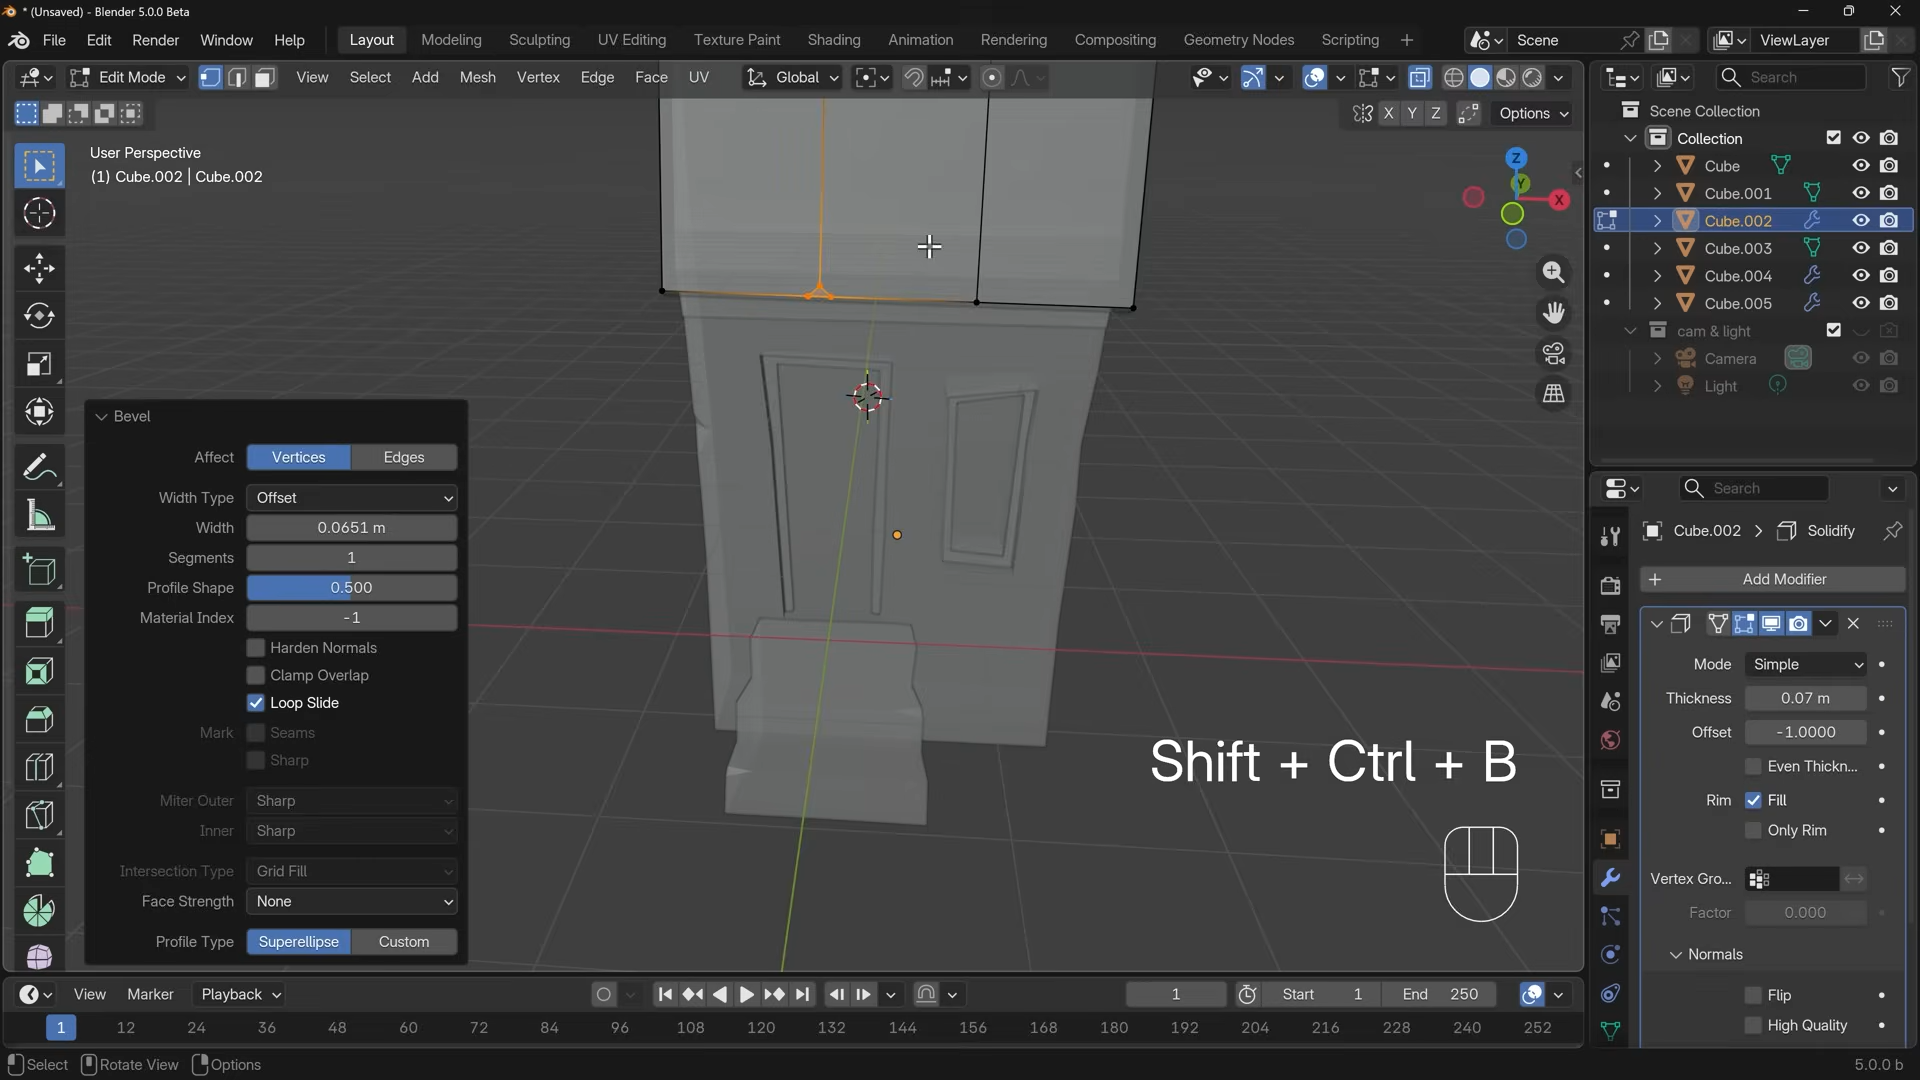 * (Unsaved) - Blender 5.0.0 Beta
File Edit Render Window Help Layout Modeling Sculpting UV Editing Texture Paint Shading Animation Rendering Compositing Geometry Nodes Scripting + Scene ViewLayer
Edit Mode View Select Add Mesh Vertex Edge Face UV Global Search
X Y Z Options
User Perspective
(1) Cube.002 | Cube.002
Z
Y
X
Scene Collection
Collection
Cube
Cube.001
Cube.002
Cube.003
Cube.004
Cube.005
cam & light
Camera
Light
Bevel
Affect Vertices Edges
Width Type Offset
Width 0.0651 m
Segments 1
Profile Shape 0.500
Material Index -1
Harden Normals
Clamp Overlap
Loop Slide
Mark Seams
Sharp
Miter Outer Sharp
Inner Sharp
Intersection Type Grid Fill
Face Strength None
Profile Type Superellipse Custom
Shift + Ctrl + B
Search
Cube.002 > Solidify
+ Add Modifier
Mode Simple
Thickness 0.07 m
Offset -1.0000
Even Thickn...
Rim Fill
Only Rim
Vertex Gro...
Factor 0.000
Normals
Flip
High Quality
View Marker Playback 1 Start 1 End 250
1 12 24 36 48 60 72 84 96 108 120 132 144 156 168 180 192 204 216 228 240 252
Select Rotate View Options 5.0.0 b